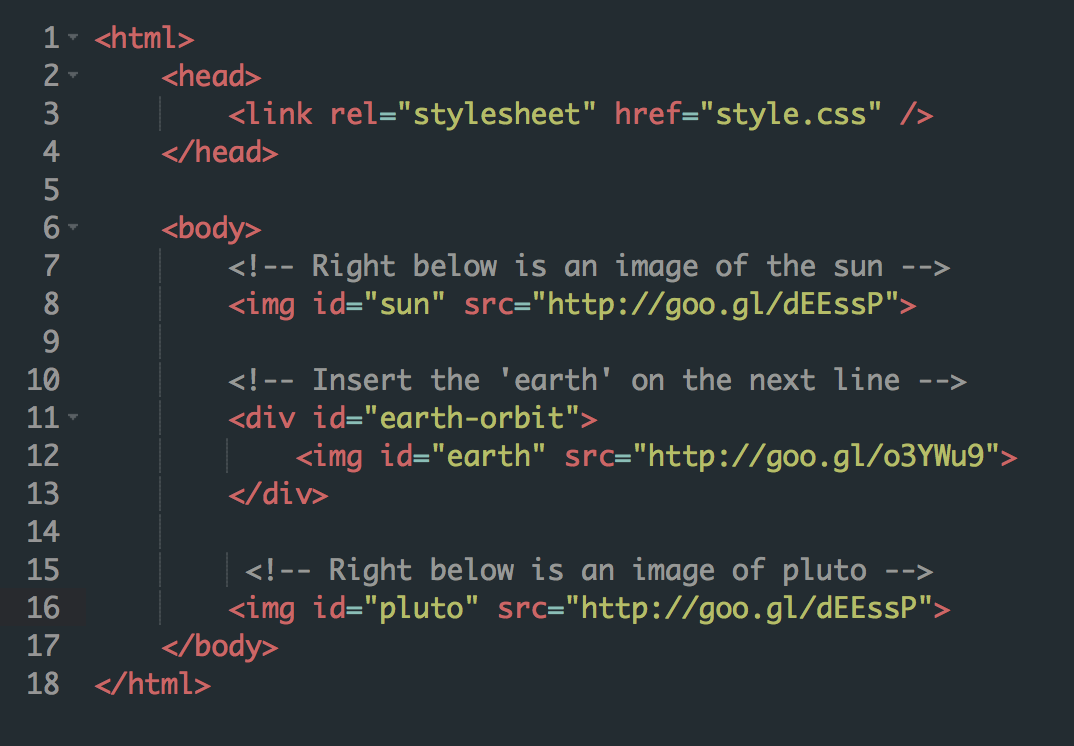 1 <html>
2     <head>
3         <link rel="stylesheet" href="style.css" />
4     </head>
5
6     <body>
7         <!-- Right below is an image of the sun -->
8         <img id="sun" src="http://goo.gl/dEEssP">
9
10         <!-- Insert the 'earth' on the next line -->
11         <div id="earth-orbit">
12             <img id="earth" src="http://goo.gl/o3YWu9">
13         </div>
14
15          <!-- Right below is an image of pluto -->
16         <img id="pluto" src="http://goo.gl/dEEssP">
17     </body>
18 </html>